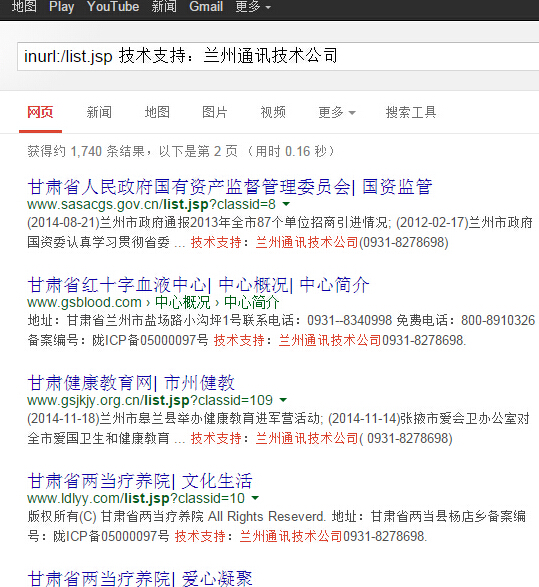 地图 Play YouTube 新闻 Gmail 更多
inurl:/list.jsp 技术支持：兰州通讯技术公司
网页 新闻 地图 图片 视频 更多 搜索工具
获得约 1,740 条结果，以下是第 2 页 （用时 0.16 秒）
甘肃省人民政府国有资产监督管理委员会| 国资监管
www.sasacgs.gov.cn/list.jsp?classid=8
(2014-08-21)兰州市政府通报2013年全市87个单位招商引进情况; (2012-02-17)兰州市政府
国资委认真学习贯彻省委 ... 技术支持：兰州通讯技术公司(0931-8278698)
甘肃省红十字血液中心| 中心概况| 中心简介
www.gsblood.com › 中心概况 › 中心简介
地址：甘肃省兰州市盐场路小沟坪1号联系电话：0931--8340998 免费电话：800-8910326
备案编号：陇ICP备05000097号 技术支持：兰州通讯技术公司0931-8278698.
甘肃健康教育网| 市州健教
www.gsjkjy.org.cn/list.jsp?classid=109
(2014-11-18)兰州市皋兰县举办健康教育进军营活动; (2014-11-14)张掖市爱会卫办公室对
全市爱国卫生和健康教育 ... 技术支持：兰州通讯技术公司( 0931-8278698)
甘肃省两当疗养院| 文化生活
www.ldlyy.com/list.jsp?classid=10
版权所有(C) 甘肃省两当疗养院 All Rights Reseverd. 地址：甘肃省两当县杨店乡备案编
号：陇ICP备05000097号 技术支持：兰州通讯技术公司0931-8278698.
甘肃省两当疗养院| 爱心凝聚